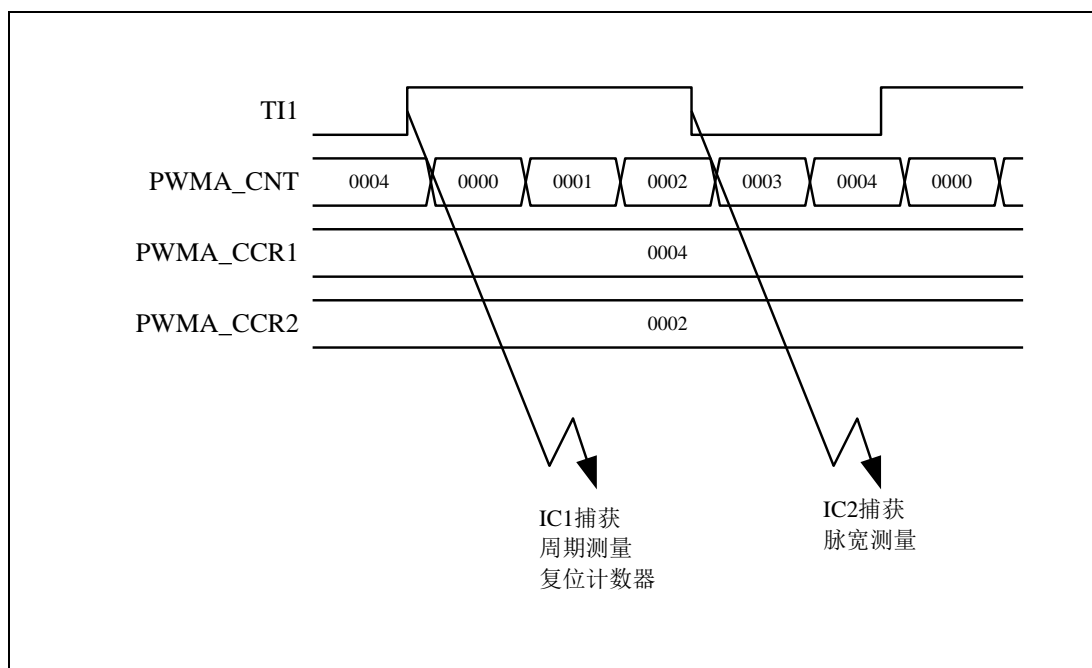 TI1
PWMA_CNT 0004 0000 0001 0002 0003 0004 0000
PWMA_CCR1 0004
PWMA_CCR2 0002
IC1捕获
周期测量
复位计数器
IC2捕获
脉宽测量